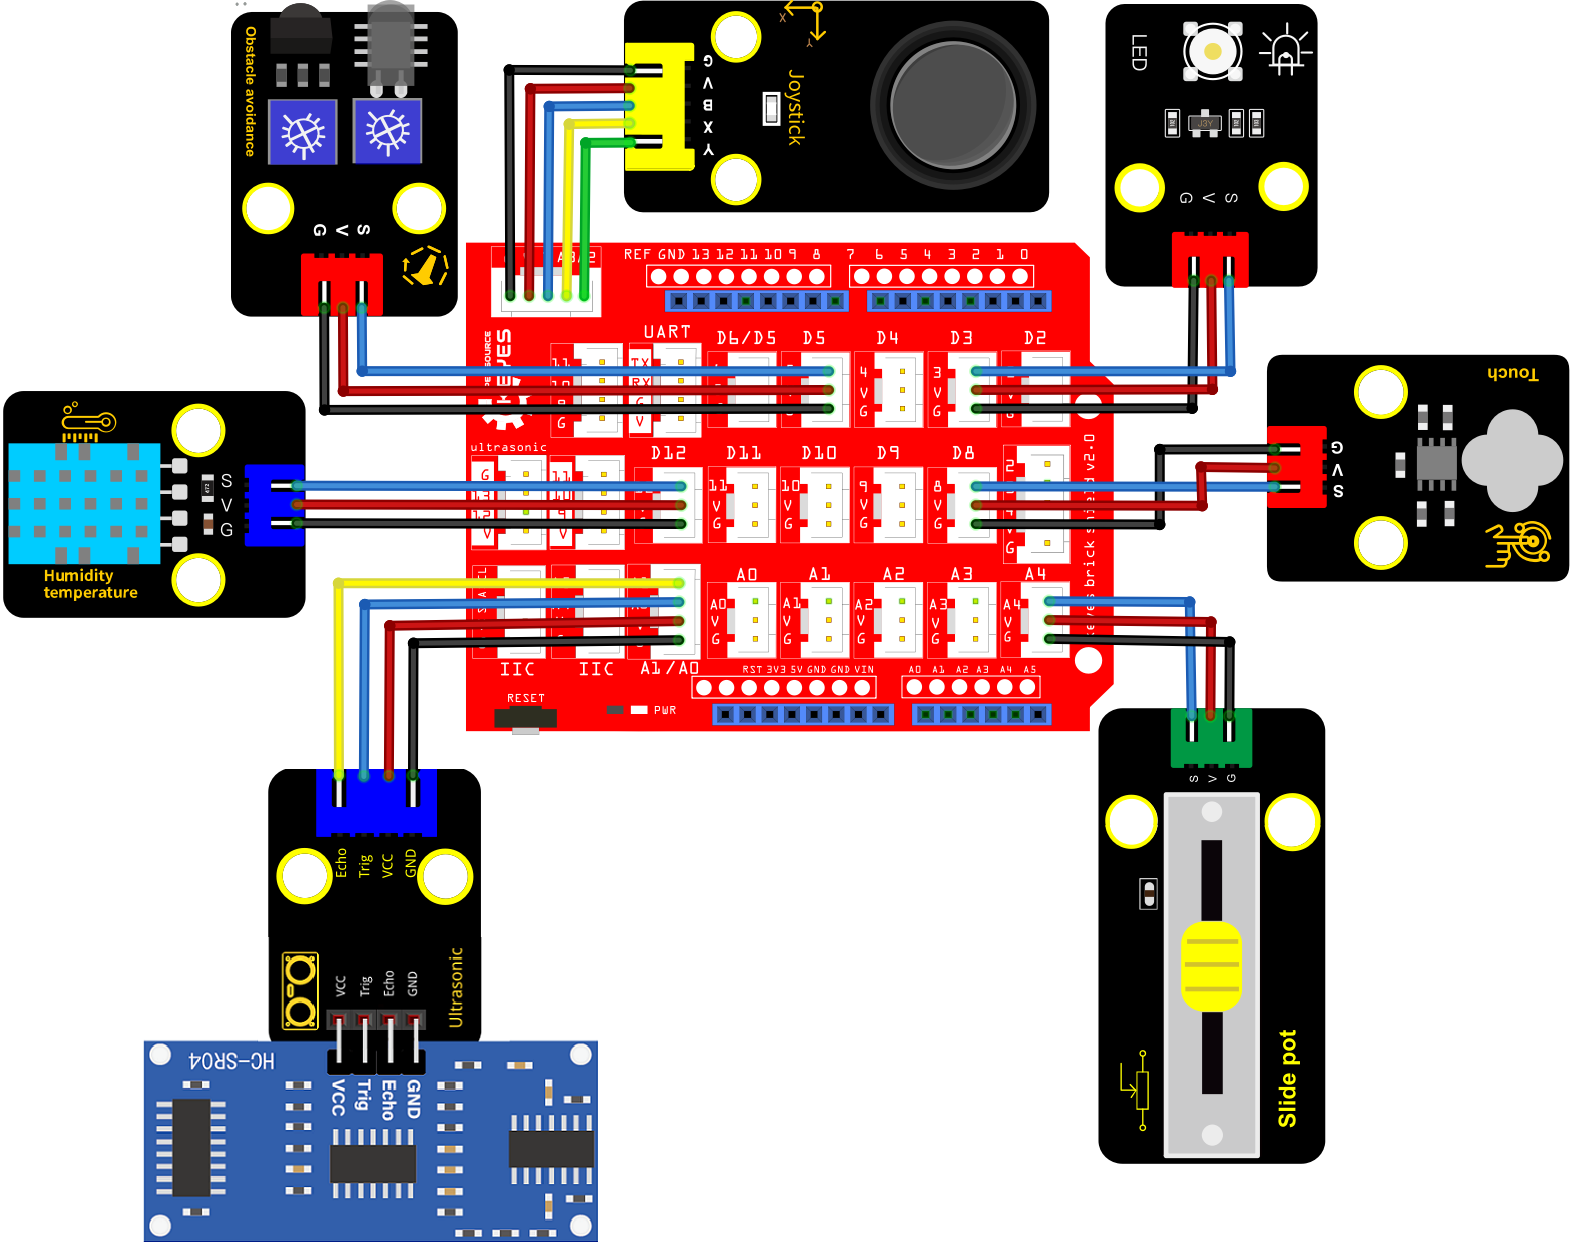 Obstacle avoidance
G V S
G
V
B
X
Y
X
Y
Joystick
LED
J3Y
G V S
A3/A2
REF GND 13 12 11 10 9 8
7 6 5 4 3 2 1 0
UART
D6/D5
D5
D4
D3
D2
TX
RX
G
V
G
4
V
G
3
V
G
EYES
Touch
G
V
S
ultrasonic
D12
D11
D10
D9
D8
G
13
12
V
11
V
11
V
G
10
V
G
9
V
G
8
V
G
2
G
brick shield v2.0
S
V
G
Humidity
temperature
A0
A1
A2
A3
A4
A0
V
G
A1
V
G
A2
V
G
A3
V
G
A4
V
G
IIC
IIC
A1/A0
RST 3V3 5V GND GND VIN
A0 A1 A2 A3 A4 A5
RESET
PWR
S V G
Slide pot
Echo
Trig
VCC
GND
VCC
Trig
Echo
GND
Ultrasonic
HC-SR04
VCC
Trig
Echo
GND